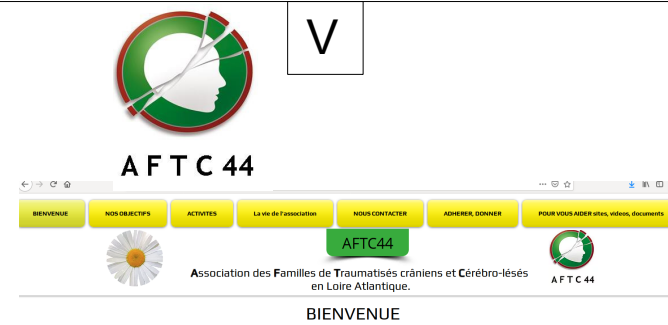 V
AFTC 44
BIENVENUE
NOS OBJECTIFS
ACTIVITES
La vie de l'association
NOUS CONTACTER
ADHERER, DONNER
POUR VOUS AIDER sites, videos, documents
AFTC44
Association des Familles de Traumatisés crâniens et Cérébro-lésés
en Loire Atlantique.
AFTC 44
BIENVENUE